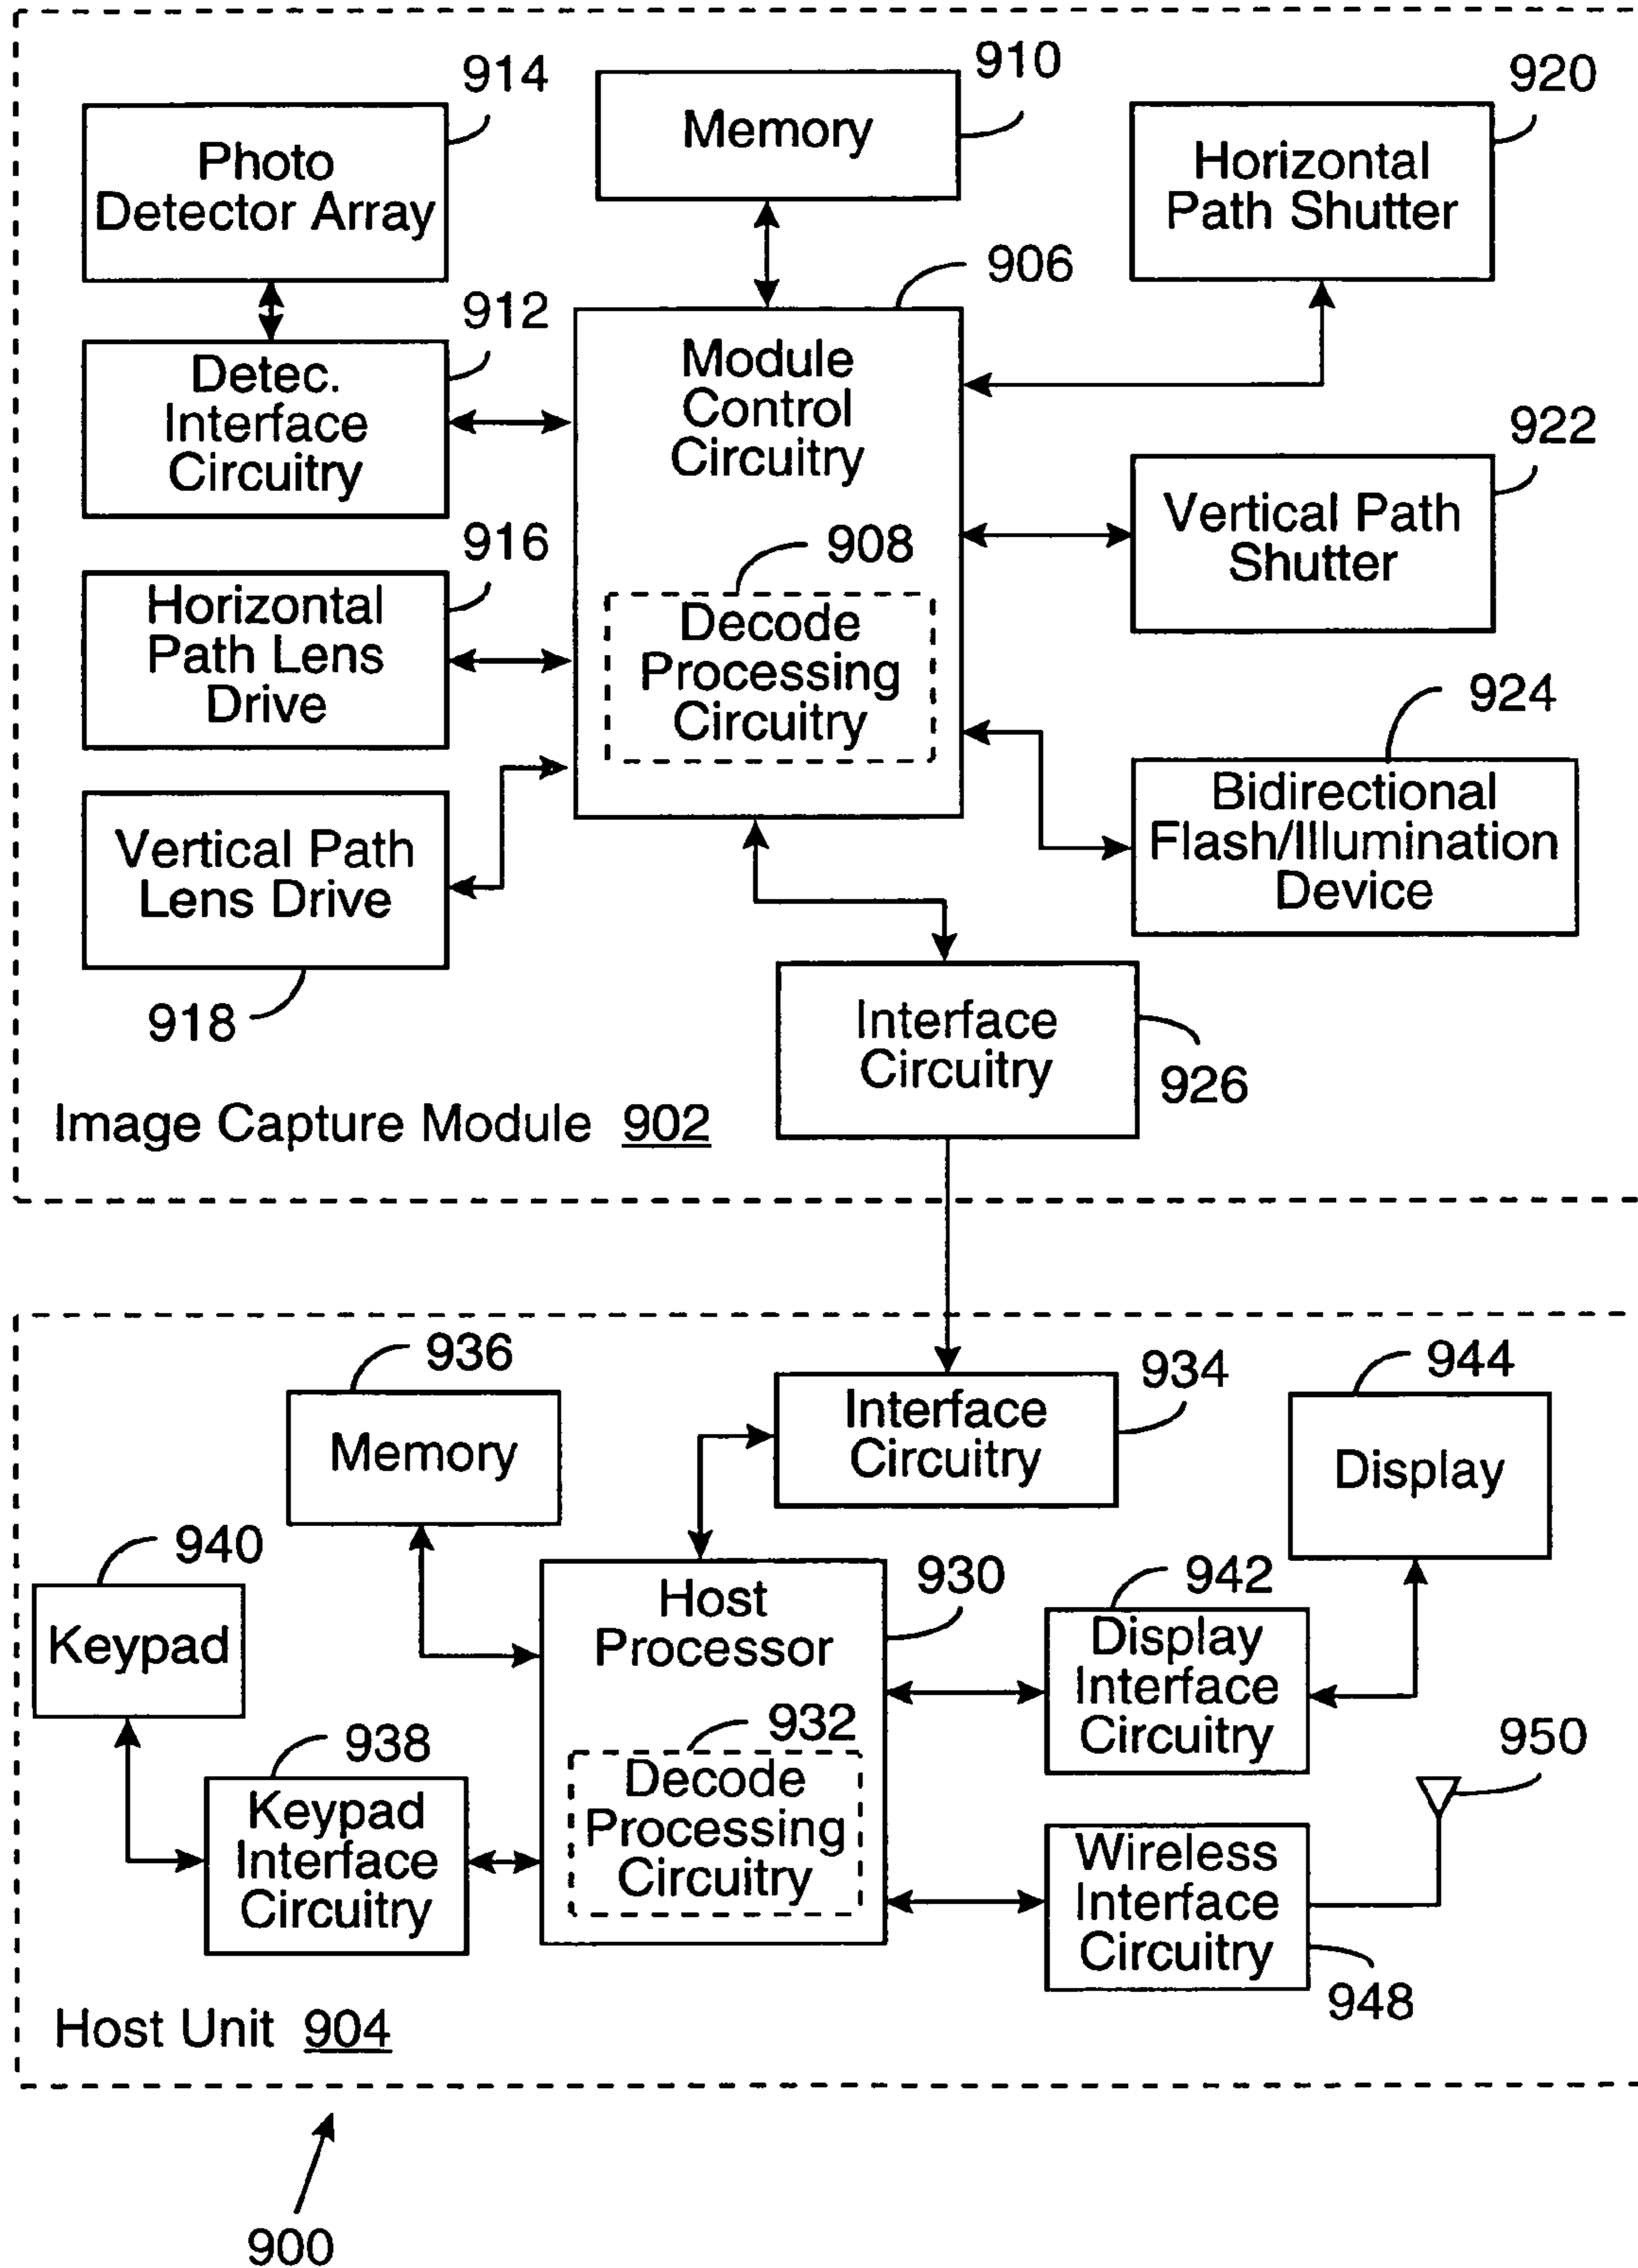 914
Photo
Detector Array
910
Memory
920
Horizontal
Path Shutter
906
Module
Control
Circuitry
912
Detec.
Interface
Circuitry
922
Vertical Path
Shutter
916
Horizontal
Path Lens
Drive
908
Decode
Processing
Circuitry
924
Bidirectional
Flash/Illumination
Device
Vertical Path
Lens Drive
918
Interface
Circuitry
926
Image Capture Module 902
936
Memory
934
Interface
Circuitry
944
Display
940
Keypad
930
Host
Processor
942
Display
Interface
Circuitry
938
Keypad
Interface
Circuitry
932
Decode
Processing
Circuitry
950
Wireless
Interface
Circuitry
948
Host Unit 904
900